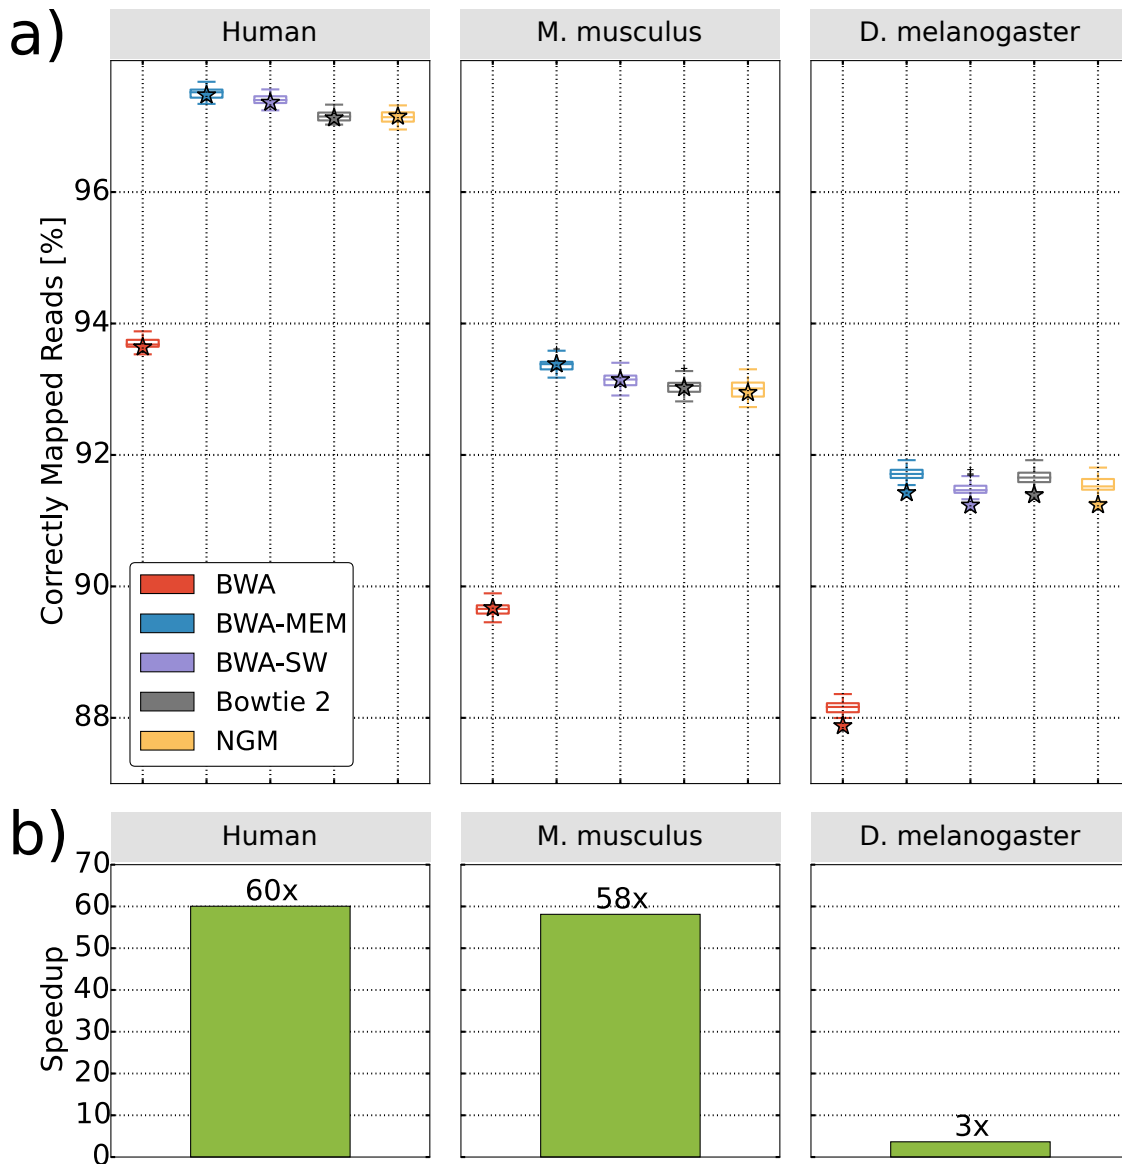 a)
Human
M. musculus
D. melanogaster
Correctly Mapped Reads [%]
96
94
92
90
88
BWA
BWA-MEM
BWA-SW
Bowtie 2
NGM
b)
Human
M. musculus
D. melanogaster
Speedup
70
60
50
40
30
20
10
0
60x
58x
3x